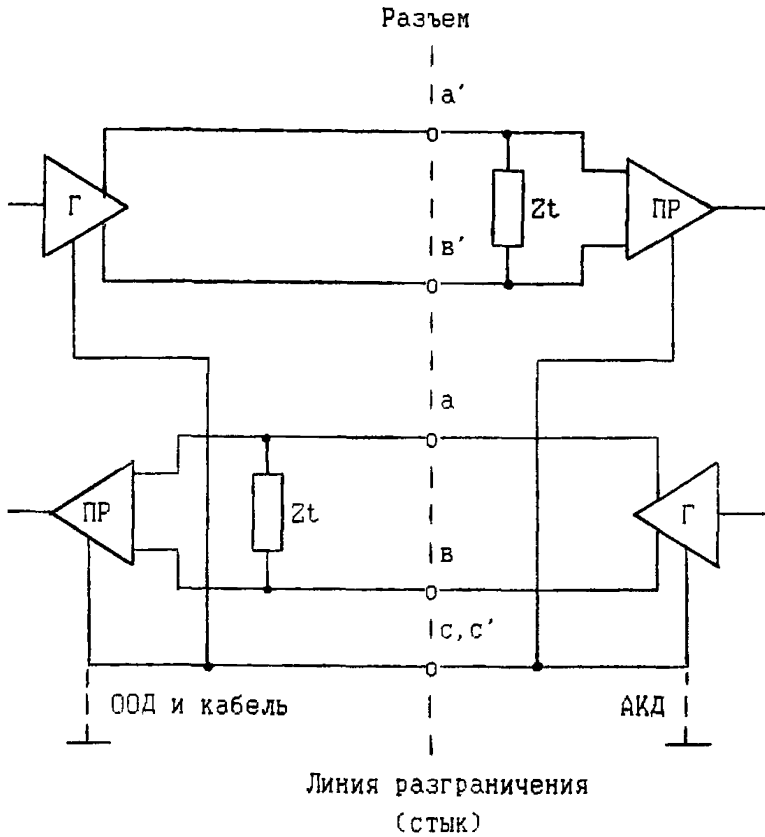 Разъем
а′
Г
Zt
ПР
в′
а
ПР
Zt
Г
в
с,с′
ООД и кабель
АКД
Линия разграничения
(стык)